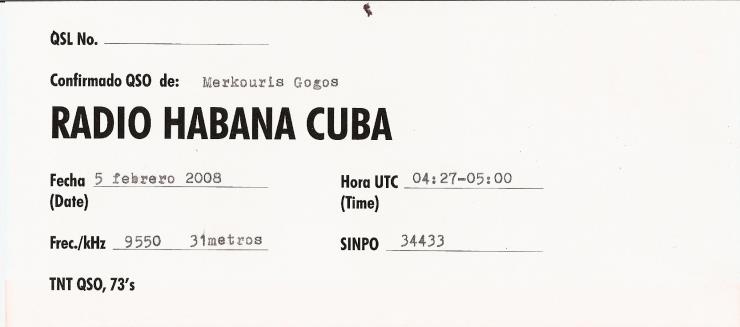 QSL No.
Confirmado QSO de: Merkouris Gogos
RADIO HABANA CUBA
Fecha 5 febrero 2008 Hora UTC 04:27-05:00
(Date) (Time)
Frec./kHz 9550 31metros SINPO 34433
TNT QSO, 73's